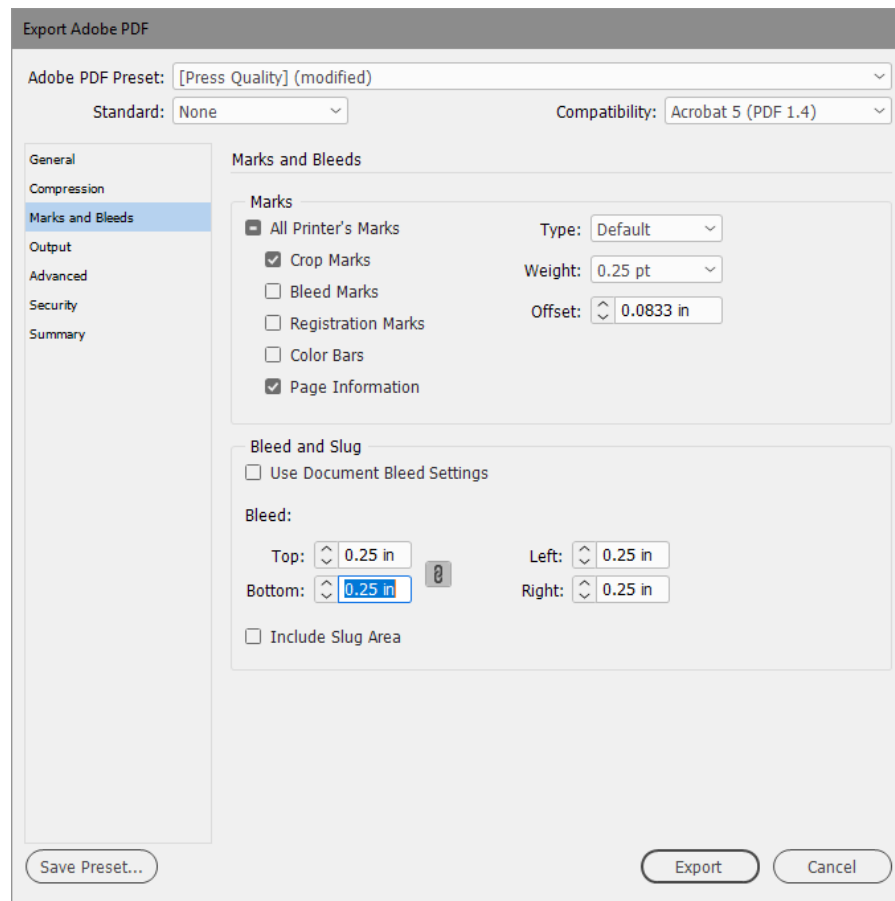 Export Adobe PDF
Adobe PDF Preset: [Press Quality] (modified)
Standard: None Compatibility: Acrobat 5 (PDF 1.4)
General
Compression
Marks and Bleeds
Output
Advanced
Security
Summary
Marks and Bleeds
Marks
All Printer's Marks
Crop Marks
Bleed Marks
Registration Marks
Color Bars
Page Information
Type: Default
Weight: 0.25 pt
Offset: 0.0833 in
Bleed and Slug
Use Document Bleed Settings
Bleed:
Top: 0.25 in Left: 0.25 in
Bottom: 0.25 in Right: 0.25 in
Include Slug Area
Save Preset... Export Cancel